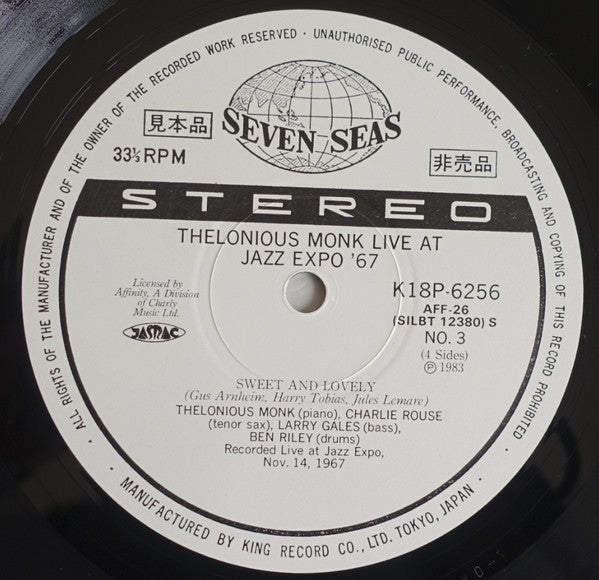 · ALL RIGHTS OF THE MANUFACTURER AND OF THE OWNER OF THE RECORDED WORK RESERVED · UNAUTHORISED PUBLIC PERFORMANCE, BROADCASTING AND COPYING OF THIS RECORD PROHIBITED ·
見本品
SEVEN SEAS
33⅓ RPM
非売品
STEREO
THELONIOUS MONK LIVE AT
JAZZ EXPO '67
Licensed by
Affinity, A Division
of Charly
Music Ltd.
JASRAC
K18P-6256
AFF-26
(SILBT 12380) S
NO. 3
(4 Sides)
Ⓟ 1983
SWEET AND LOVELY
(Gus Arnheim, Harry Tobias, Jules Lemare)
THELONIOUS MONK (piano), CHARLIE ROUSE
(tenor sax), LARRY GALES (bass),
BEN RILEY (drums)
Recorded Live at Jazz Expo,
Nov. 14, 1967
MANUFACTURED BY KING RECORD CO., LTD. TOKYO, JAPAN ·